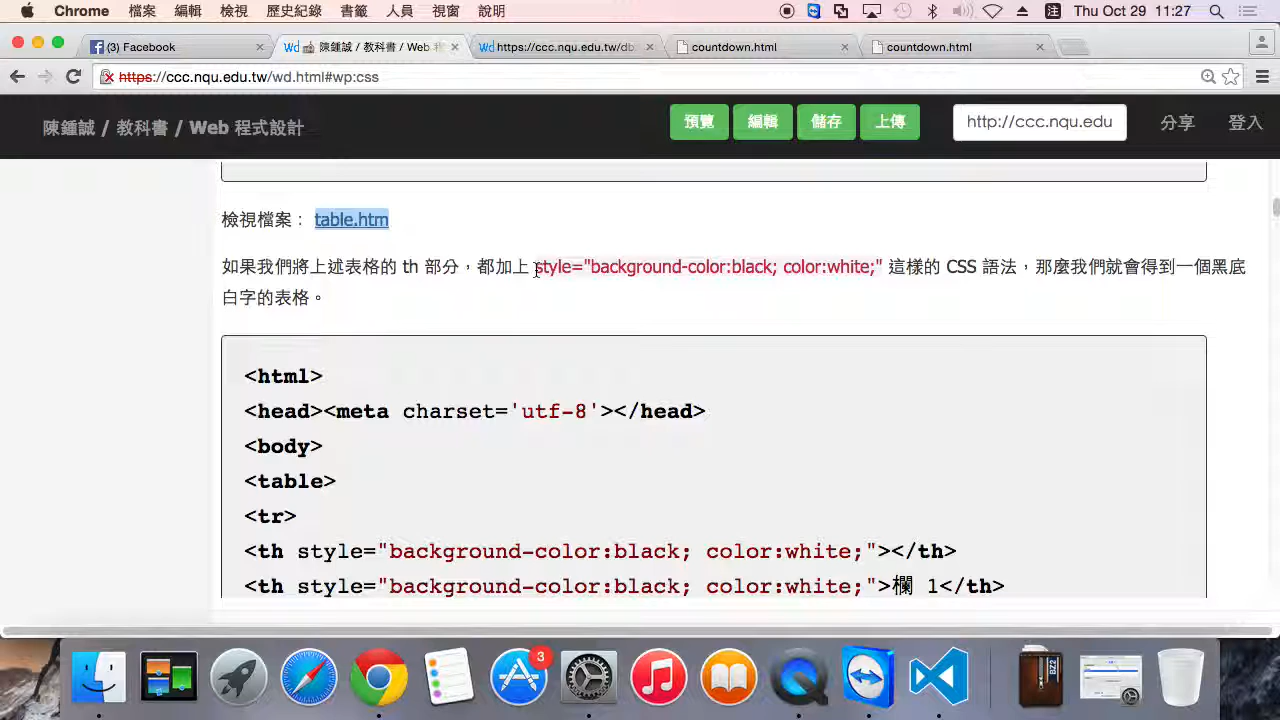 Chrome 檔案 編輯 檢視 歷史紀錄 書籤 人員 視窗 說明 注 Thu Oct 29 11:27
(3) Facebook
陳鍾誠 / 教科書 / Web 程
https://ccc.nqu.edu.tw/db
countdown.html
countdown.html
https://ccc.nqu.edu.tw/wd.html#wp:css
陳鍾誠 / 教科書 / Web 程式設計 預覽 編輯 儲存 上傳 http://ccc.nqu.edu 分享 登入
檢視檔案： table.htm
如果我們將上述表格的 th 部分，都加上 style="background-color:black; color:white;" 這樣的 CSS 語法，那麼我們就會得到一個黑底
白字的表格。
<html>
<head><meta charset='utf-8'></head>
<body>
<table>
<tr>
<th style="background-color:black; color:white;"></th>
<th style="background-color:black; color:white;">欄 1</th>
3